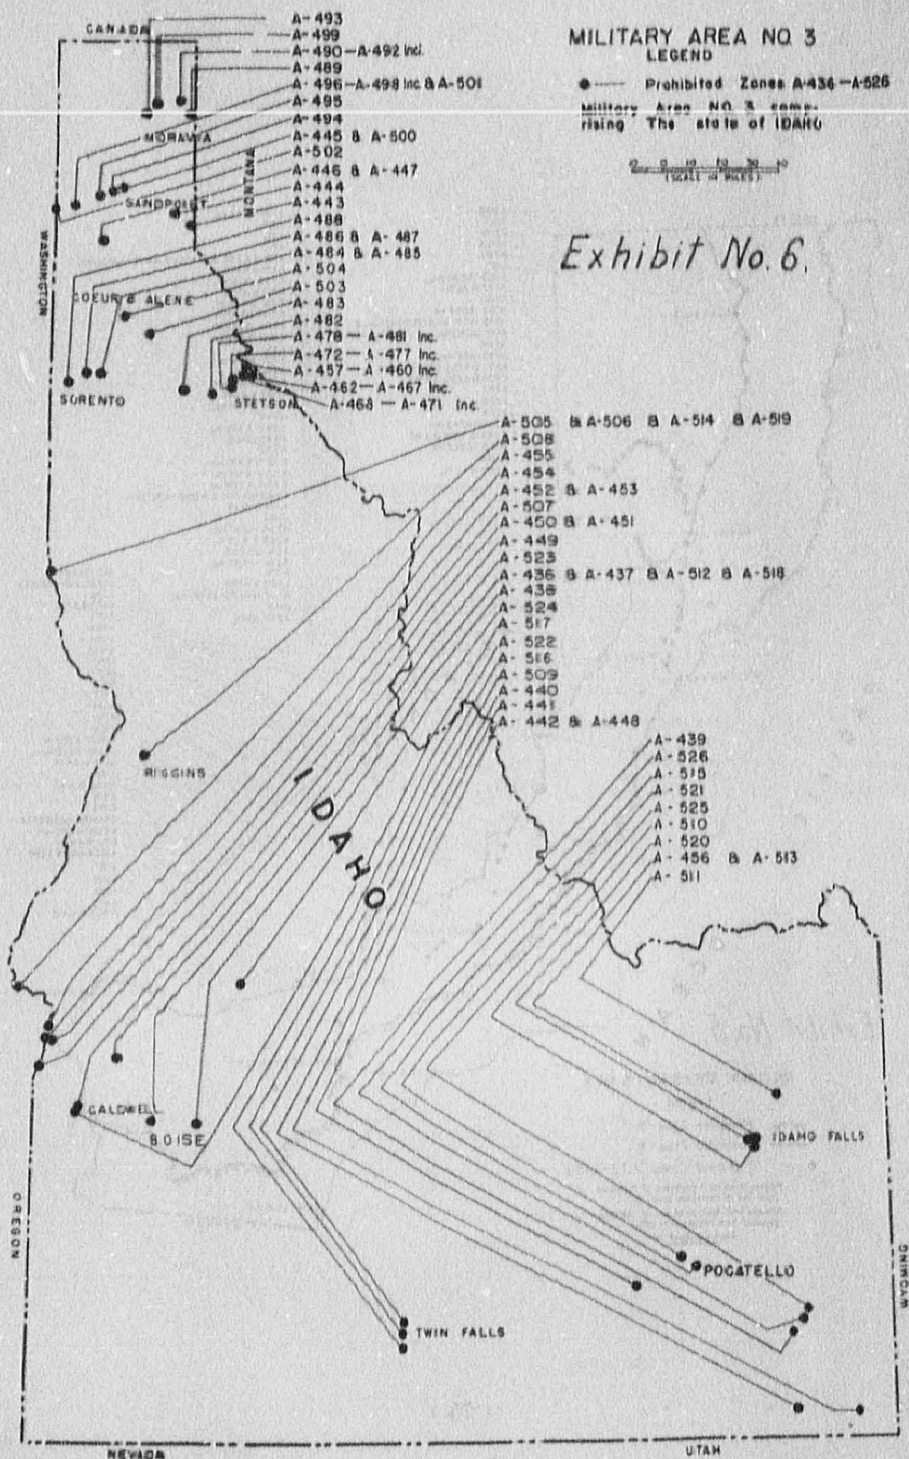 MILITARY AREA NO. 3
LEGEND
Prohibited Zones A-436 — A-526
Military Area NO. 3 comp-
rising The state of IDAHO
(SCALE IN MILES)
Exhibit No. 6.
CANADA
A-493
A-499
A-490 — A-492 Incl.
A-489
A-496 — A-498 Inc & A-501
A-495
A-494
A-445 & A-500
A-502
A-446 & A-447
A-444
A-443
A-488
A-486 & A-487
A-484 & A-485
A-504
A-503
A-483
A-482
A-478 — A-481 Inc.
A-472 — A-477 Inc.
A-457 — A-460 Inc.
A-462 — A-467 Inc.
A-468 — A-471 Inc.
MORAVIA
SANDPOINT
MONTANA
WASHINGTON
COEUR D ALENE
SORENTO
STETSON
A-505 & A-506 & A-514 & A-519
A-508
A-455
A-454
A-452 & A-453
A-507
A-450 & A-451
A-449
A-523
A-436 & A-437 & A-512 & A-518
A-438
A-524
A-517
A-522
A-516
A-509
A-440
A-441
A-442 & A-448
A-439
A-526
A-515
A-521
A-525
A-510
A-520
A-456 & A-513
A-511
RIGGINS
IDAHO
CALDWELL
BOISE
IDAHO FALLS
POCATELLO
TWIN FALLS
OREGON
WYOMING
NEVADA
UTAH